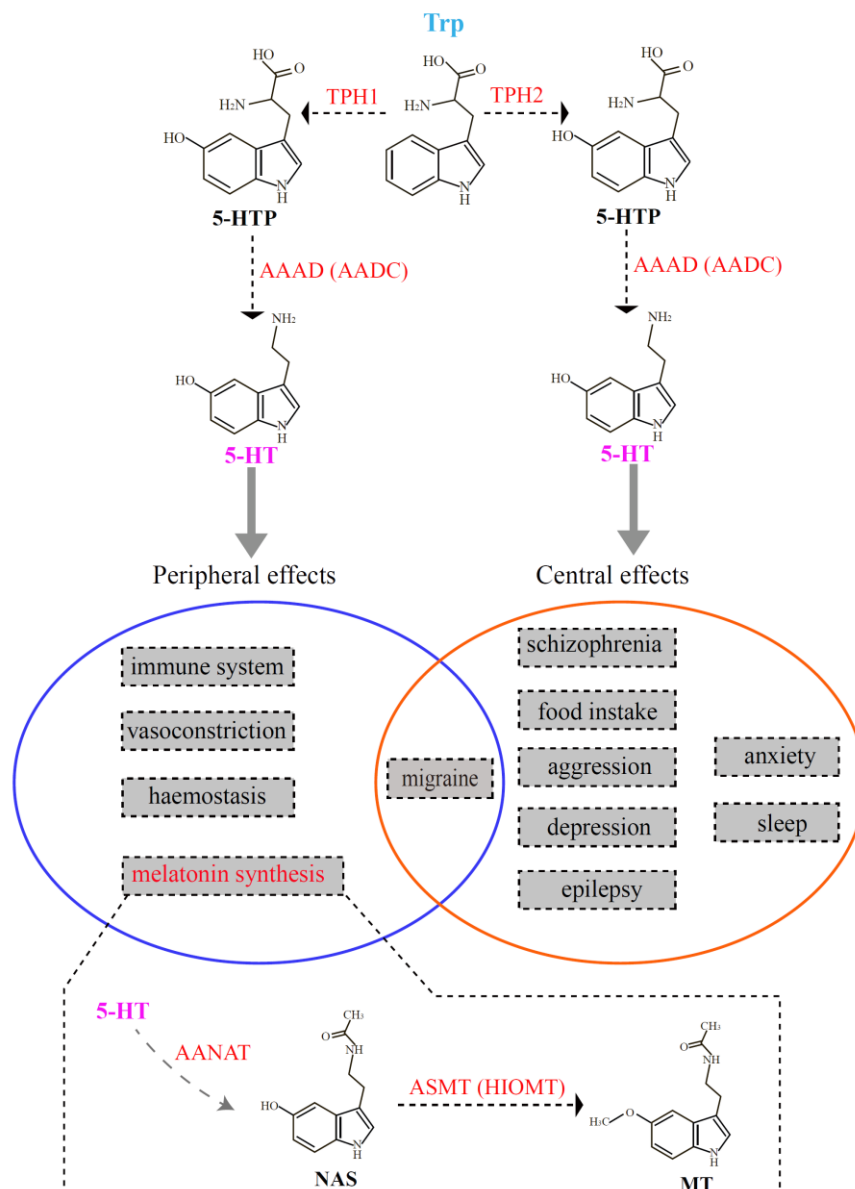 Trp
HO
O
H₂N
HO
N
H
5-HTP
TPH1
HO
O
H₂N
N
H
TPH2
HO
O
H₂N
HO
N
H
5-HTP
AAAD (AADC)
AAAD (AADC)
NH₂
HO
N
H
5-HT
NH₂
HO
N
H
5-HT
Peripheral effects
Central effects
immune system
vasoconstriction
haemostasis
melatonin synthesis
migraine
schizophrenia
food instake
aggression
depression
epilepsy
anxiety
sleep
5-HT
AANAT
CH₃
O
NH
HO
N
H
NAS
ASMT (HIOMT)
CH₃
O
NH
H₃C
O
N
H
MT